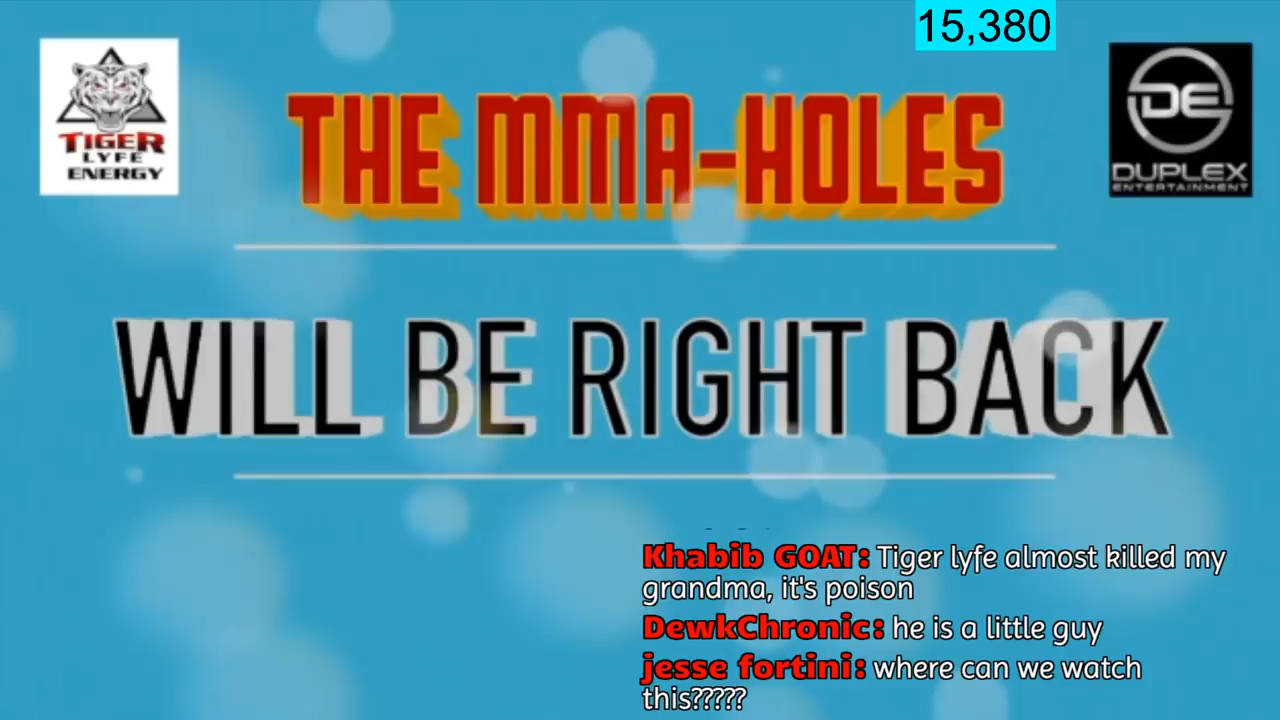 15,380
TIGER
LYFE
ENERGY
DE
DUPLEX
ENTERTAINMENT
THE MMA-HOLES
WILL BE RIGHT BACK
Khabib GOAT: Tiger lyfe almost killed my
grandma, it's poison
DewkChronic: he is a little guy
jesse fortini: where can we watch
this?????